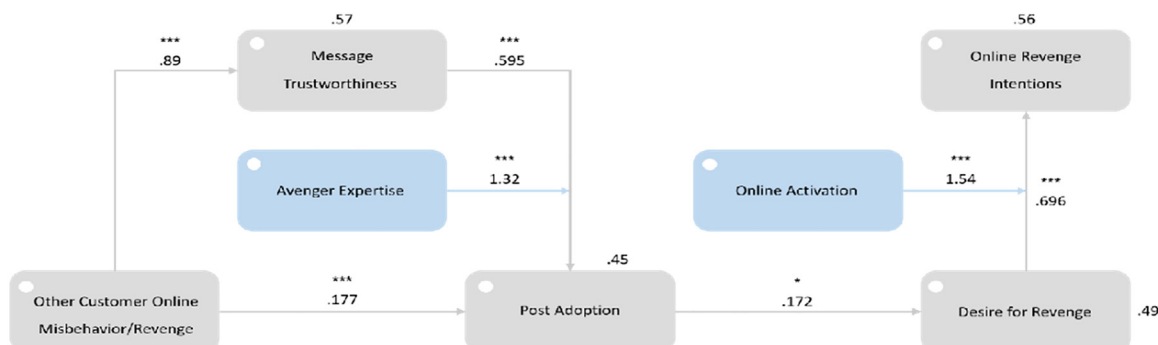 .57
.56
***
.89
Message
Trustworthiness
***
.595
Online Revenge
Intentions
Avenger Expertise
***
1.32
Online Activation
***
1.54
***
.696
Other Customer Online
Misbehavior/Revenge
***
.177
.45
Post Adoption
*
.172
Desire for Revenge
.49